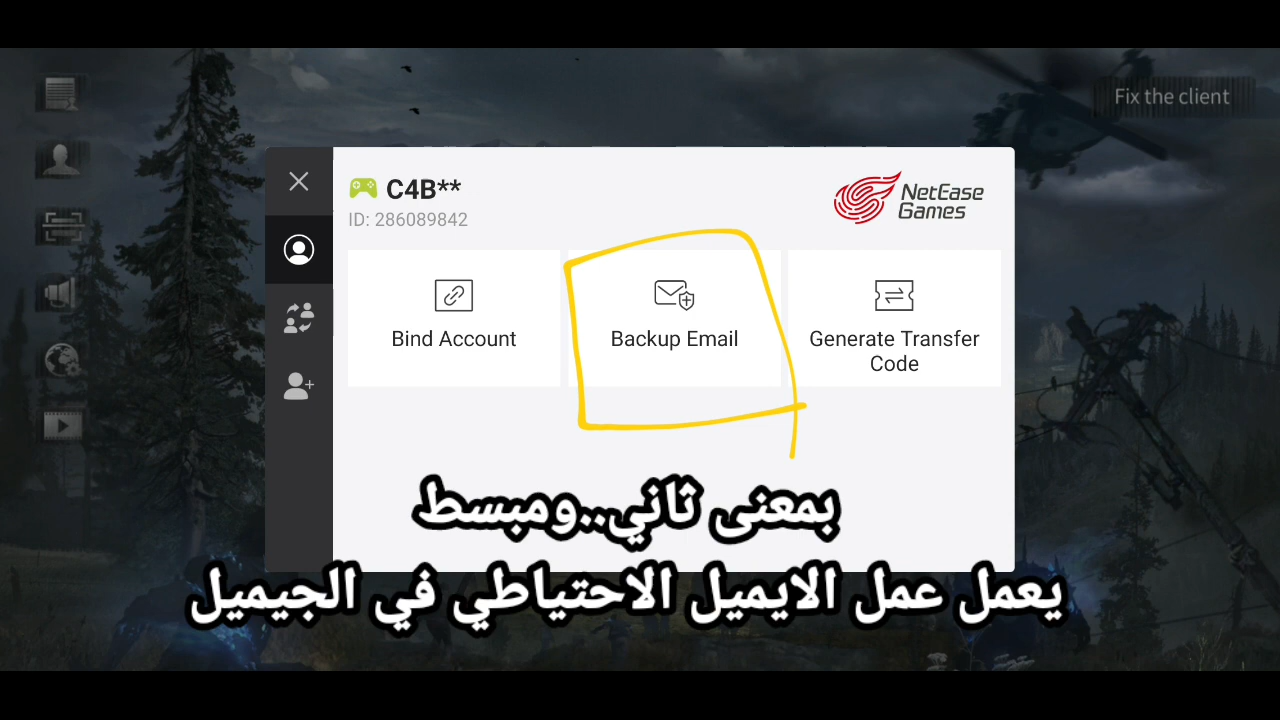 Fix the client
C4B**
ID: 286089842
NetEase
Games
Bind Account
Backup Email
Generate Transfer
Code
بمعنى ثاني..ومبسط
يعمل عمل الايميل الاحتياطي في الجيميل